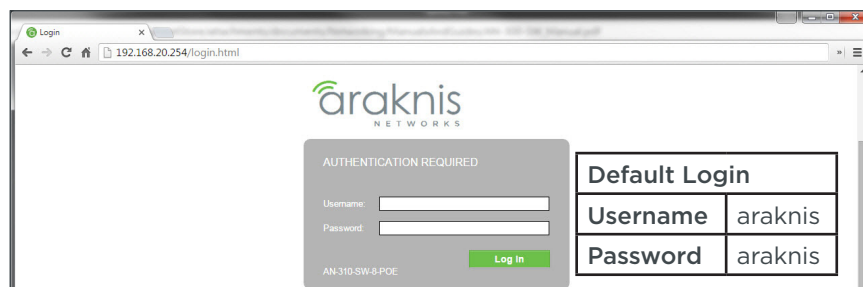 Login
192.168.20.254/login.html
araknis
NETWORKS
AUTHENTICATION REQUIRED
Username:
Password:
Log In
AN-310-SW-8-POE
Default Login
Username araknis
Password araknis